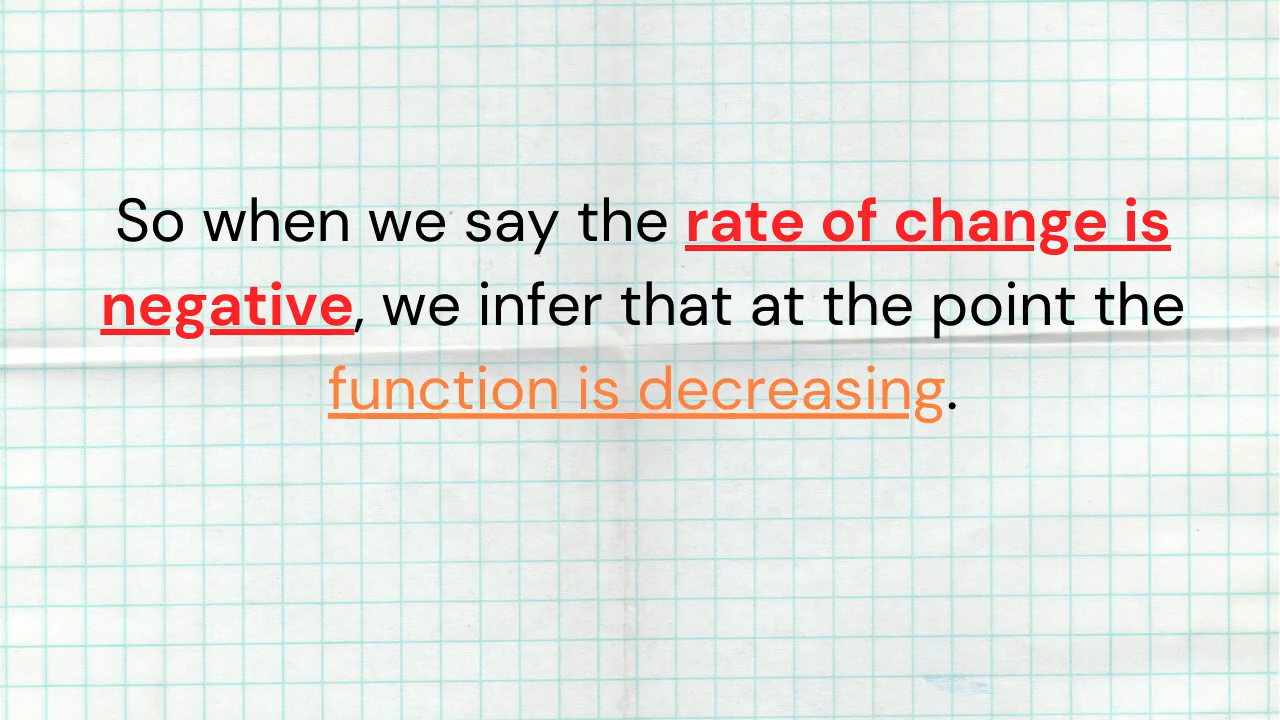 So when we say the rate of change is
negative, we infer that at the point the
function is decreasing.